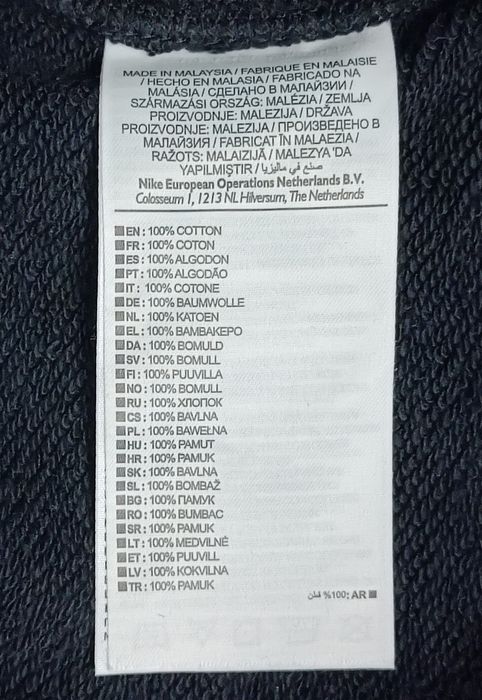 MADE IN MALAYSIA / FABRIQUE EN MALAISIE
/ HECHO EN MALASIA / FABRICADO NA
MALÁSIA / СДЕЛАНО В МАЛАЙЗИИ /
SZÁRMAZÁSI ORSZÁG: MALÉZIA / ZEMLJA
PROIZVODNJE: MALEZIJA / DRŽAVA
PROIZVODNJE: MALEZIJA / ПРОИЗВЕДЕНО В
МАЛАЙЗИЯ / FABRICAT ÎN MALAEZIA /
RAŽOTS: MALAIZIJĀ / MALEZYA 'DA
YAPILMIŞTIR / صنع في ماليزيا
Nike European Operations Netherlands B.V.
Colosseum 1, 1213 NL Hilversum, The Netherlands
EN : 100% COTTON
FR : 100% COTON
ES : 100% ALGODON
PT : 100% ALGODÃO
IT : 100% COTONE
DE : 100% BAUMWOLLE
NL : 100% KATOEN
EL : 100% ΒΑΜΒΑΚΕΡΟ
DA : 100% BOMULD
SV : 100% BOMULL
FI : 100% PUUVILLA
NO : 100% BOMULL
RU : 100% ХЛОПОК
CS : 100% BAVLNA
PL : 100% BAWEŁNA
HU : 100% PAMUT
HR : 100% PAMUK
SK : 100% BAVLNA
SL : 100% BOMBAŽ
BG : 100% ПАМУК
RO : 100% BUMBAC
SR : 100% PAMUK
LT : 100% MEDVILNĖ
ET : 100% PUUVILL
LV : 100% KOKVILNA
TR : 100% PAMUK
قطن %100: AR